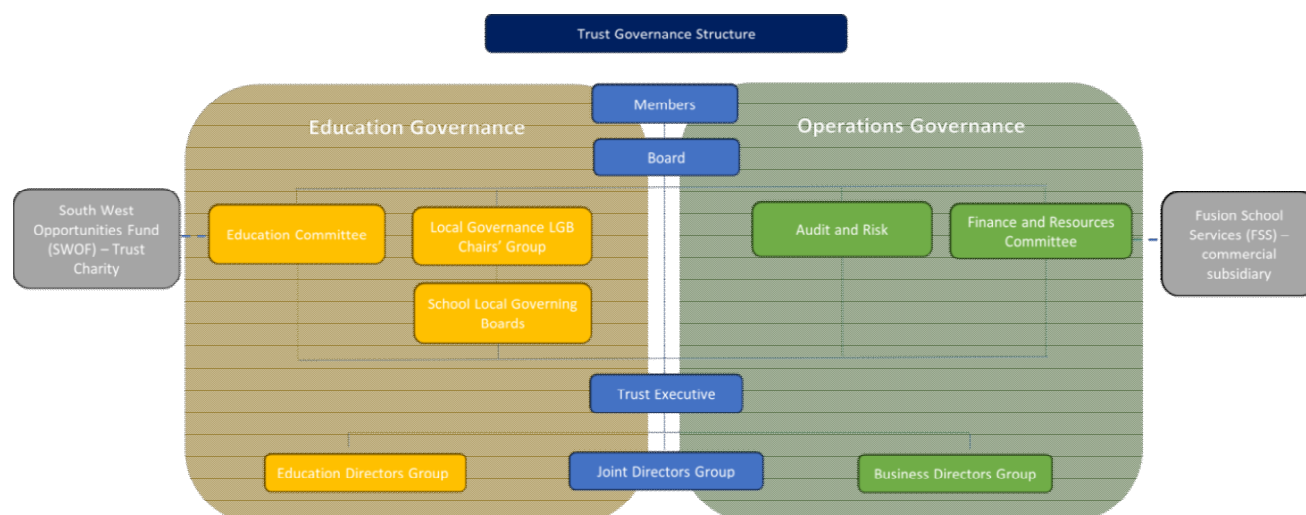 Trust Governance Structure
Members
Education Governance
Operations Governance
Board
South West
Opportunities Fund
(SWOF) – Trust
Charity
Education Committee
Local Governance LGB
Chairs' Group
Audit and Risk
Finance and Resources
Committee
Fusion School
Services (FSS) –
commercial
subsidiary
School Local Governing
Boards
Trust Executive
Education Directors Group
Joint Directors Group
Business Directors Group